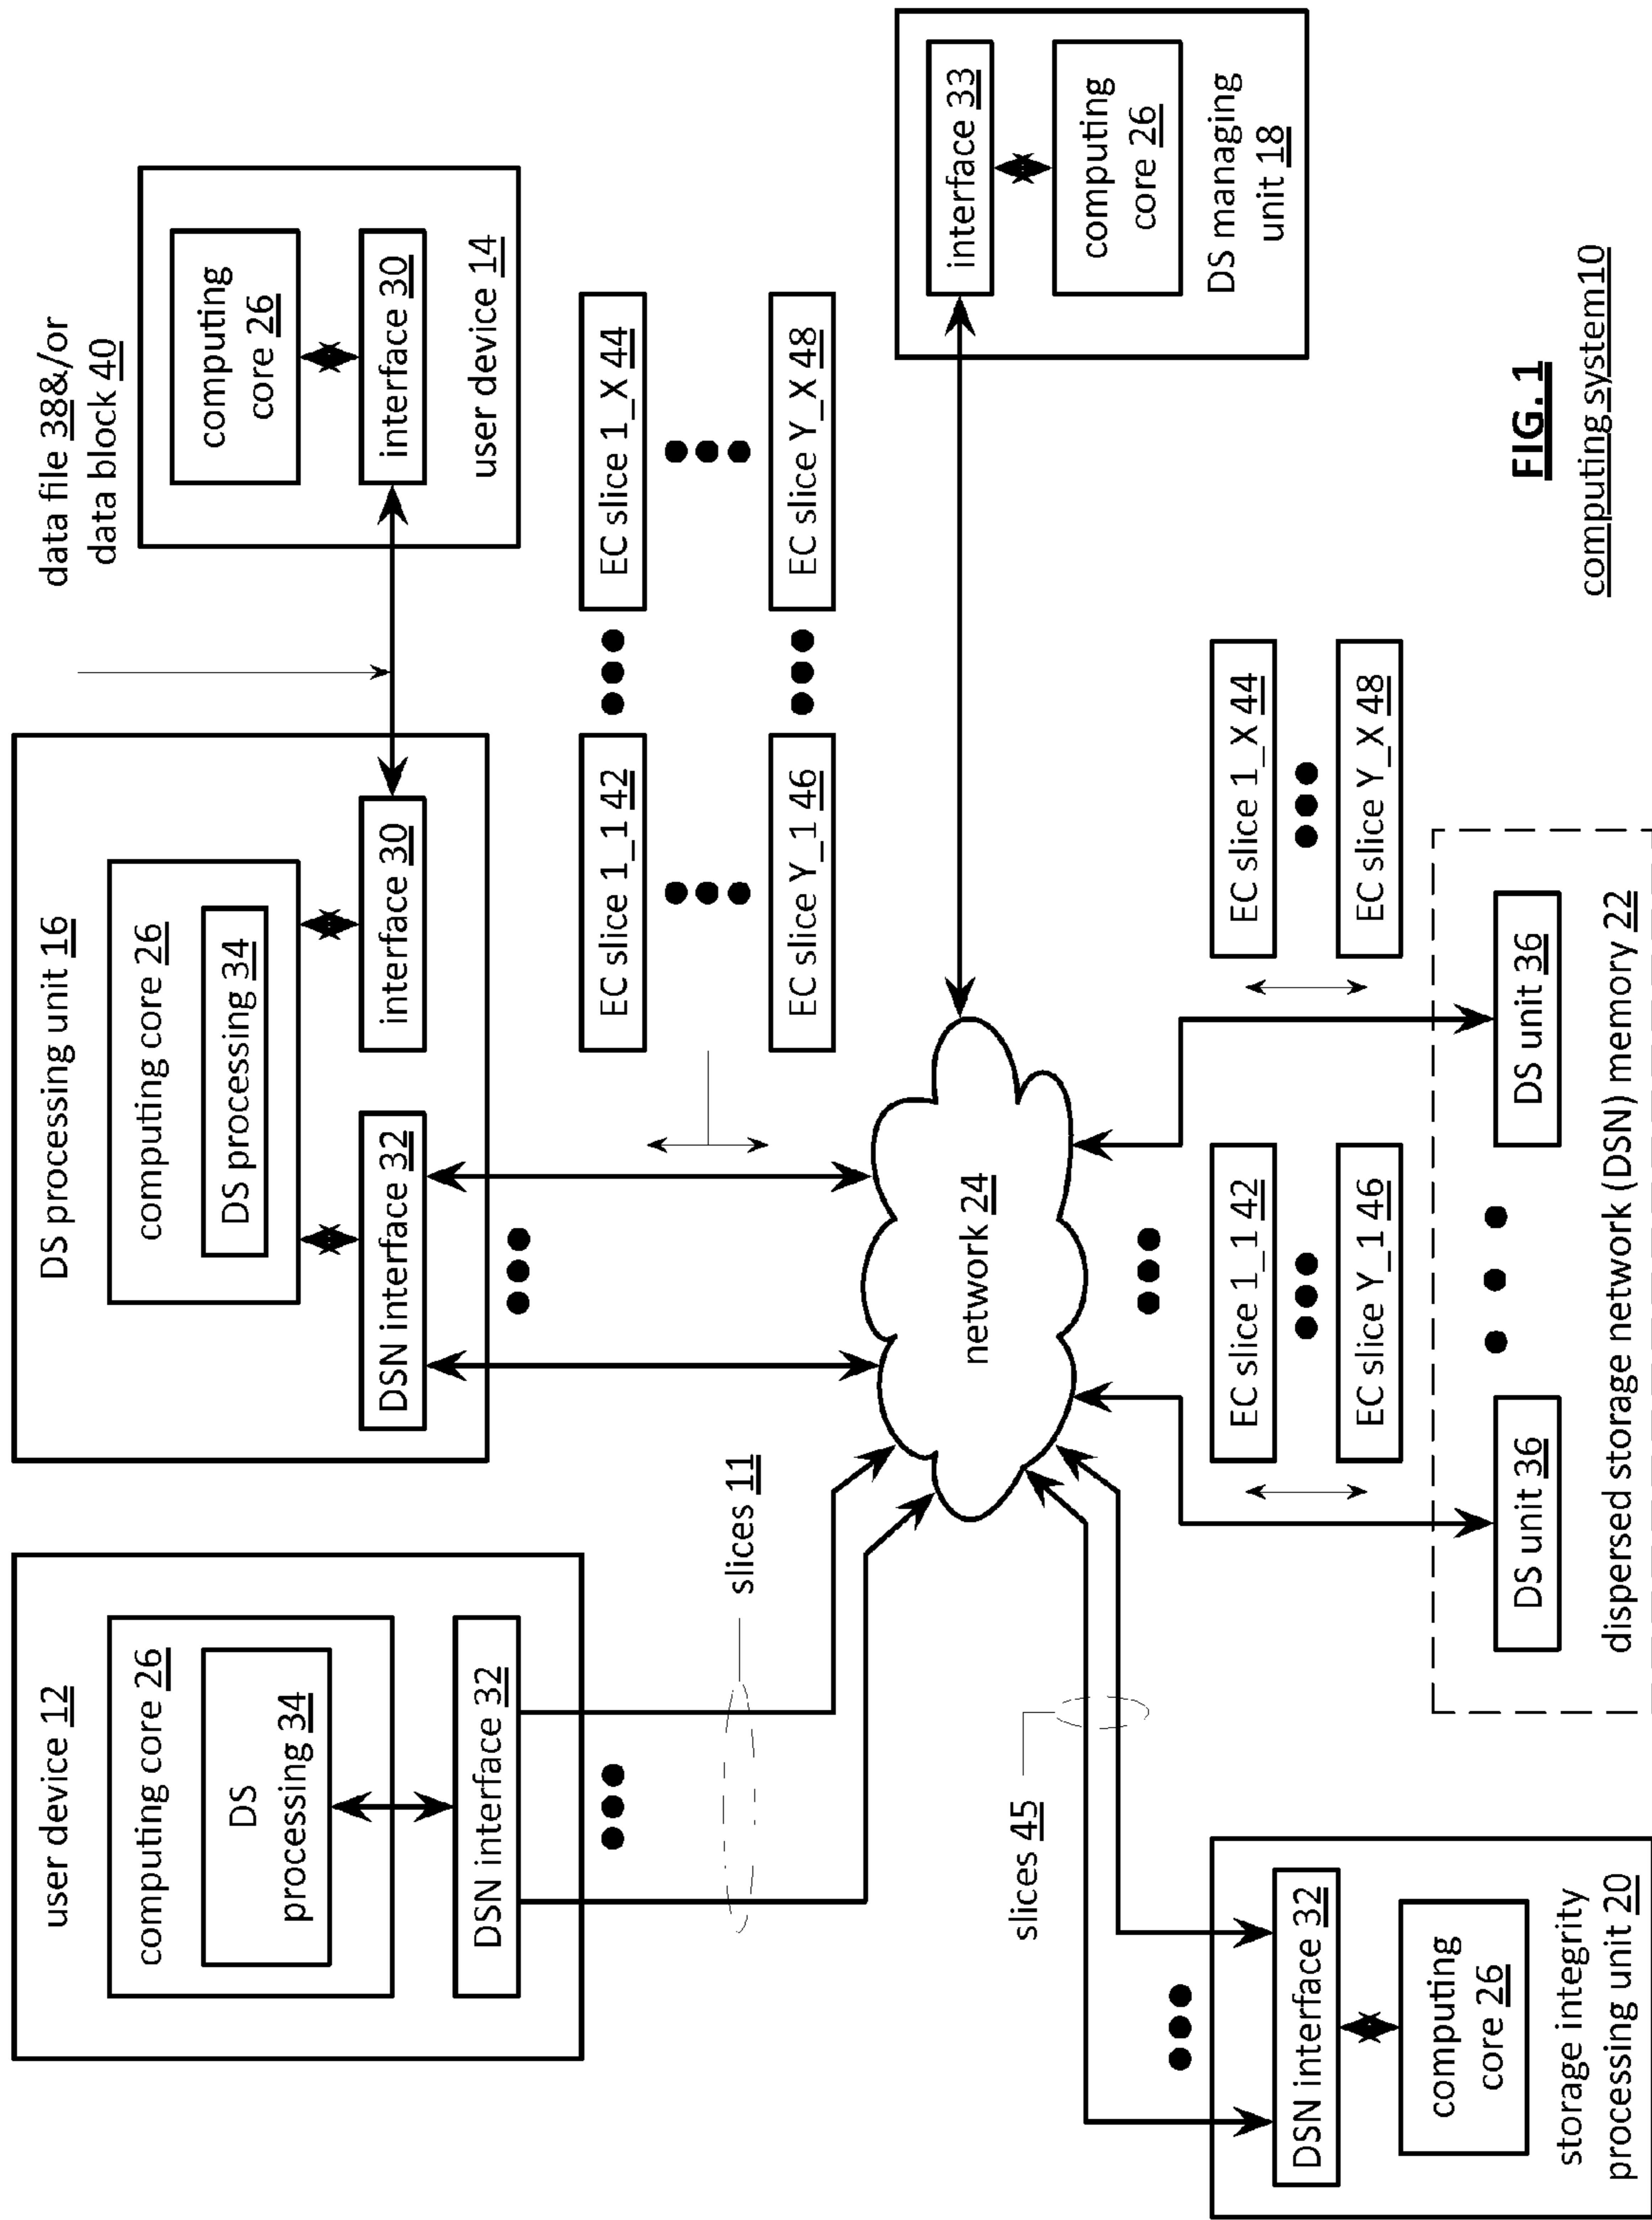 user device 12
computing core 26
DS
processing 34
DSN interface 32
slices 11
DS processing unit 16
computing core 26
DS processing 34
DSN interface 32
interface 30
data file 38&/or
data block 40
computing
core 26
interface 30
user device 14
EC slice 1_1 42
EC slice 1_X 44
EC slice Y_1 46
EC slice Y_X 48
network 24
interface 33
computing
core 26
DS managing
unit 18
slices 45
DSN interface 32
computing
core 26
storage integrity
processing unit 20
EC slice 1_1 42
EC slice Y_1 46
EC slice 1_X 44
EC slice Y_X 48
DS unit 36
DS unit 36
dispersed storage network (DSN) memory 22
FIG. 1
computing system10